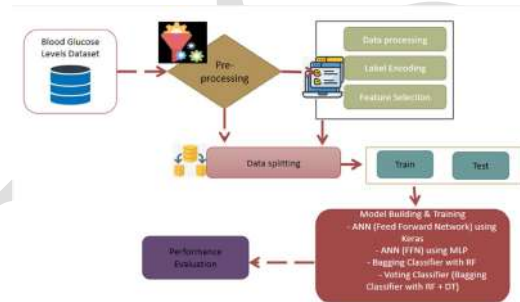 Blood Glucose
Levels Dataset
Pre-
processing
Data processing
Label Encoding
Feature Selection
Data splitting
Train
Test
Model Building & Training
- ANN (Feed Forward Network) using
Keras
- ANN (FFN) using MLP
- Bagging Classifier with RF
- Voting Classifier (Bagging
Classifier with RF + DT)
Performance
Evaluation